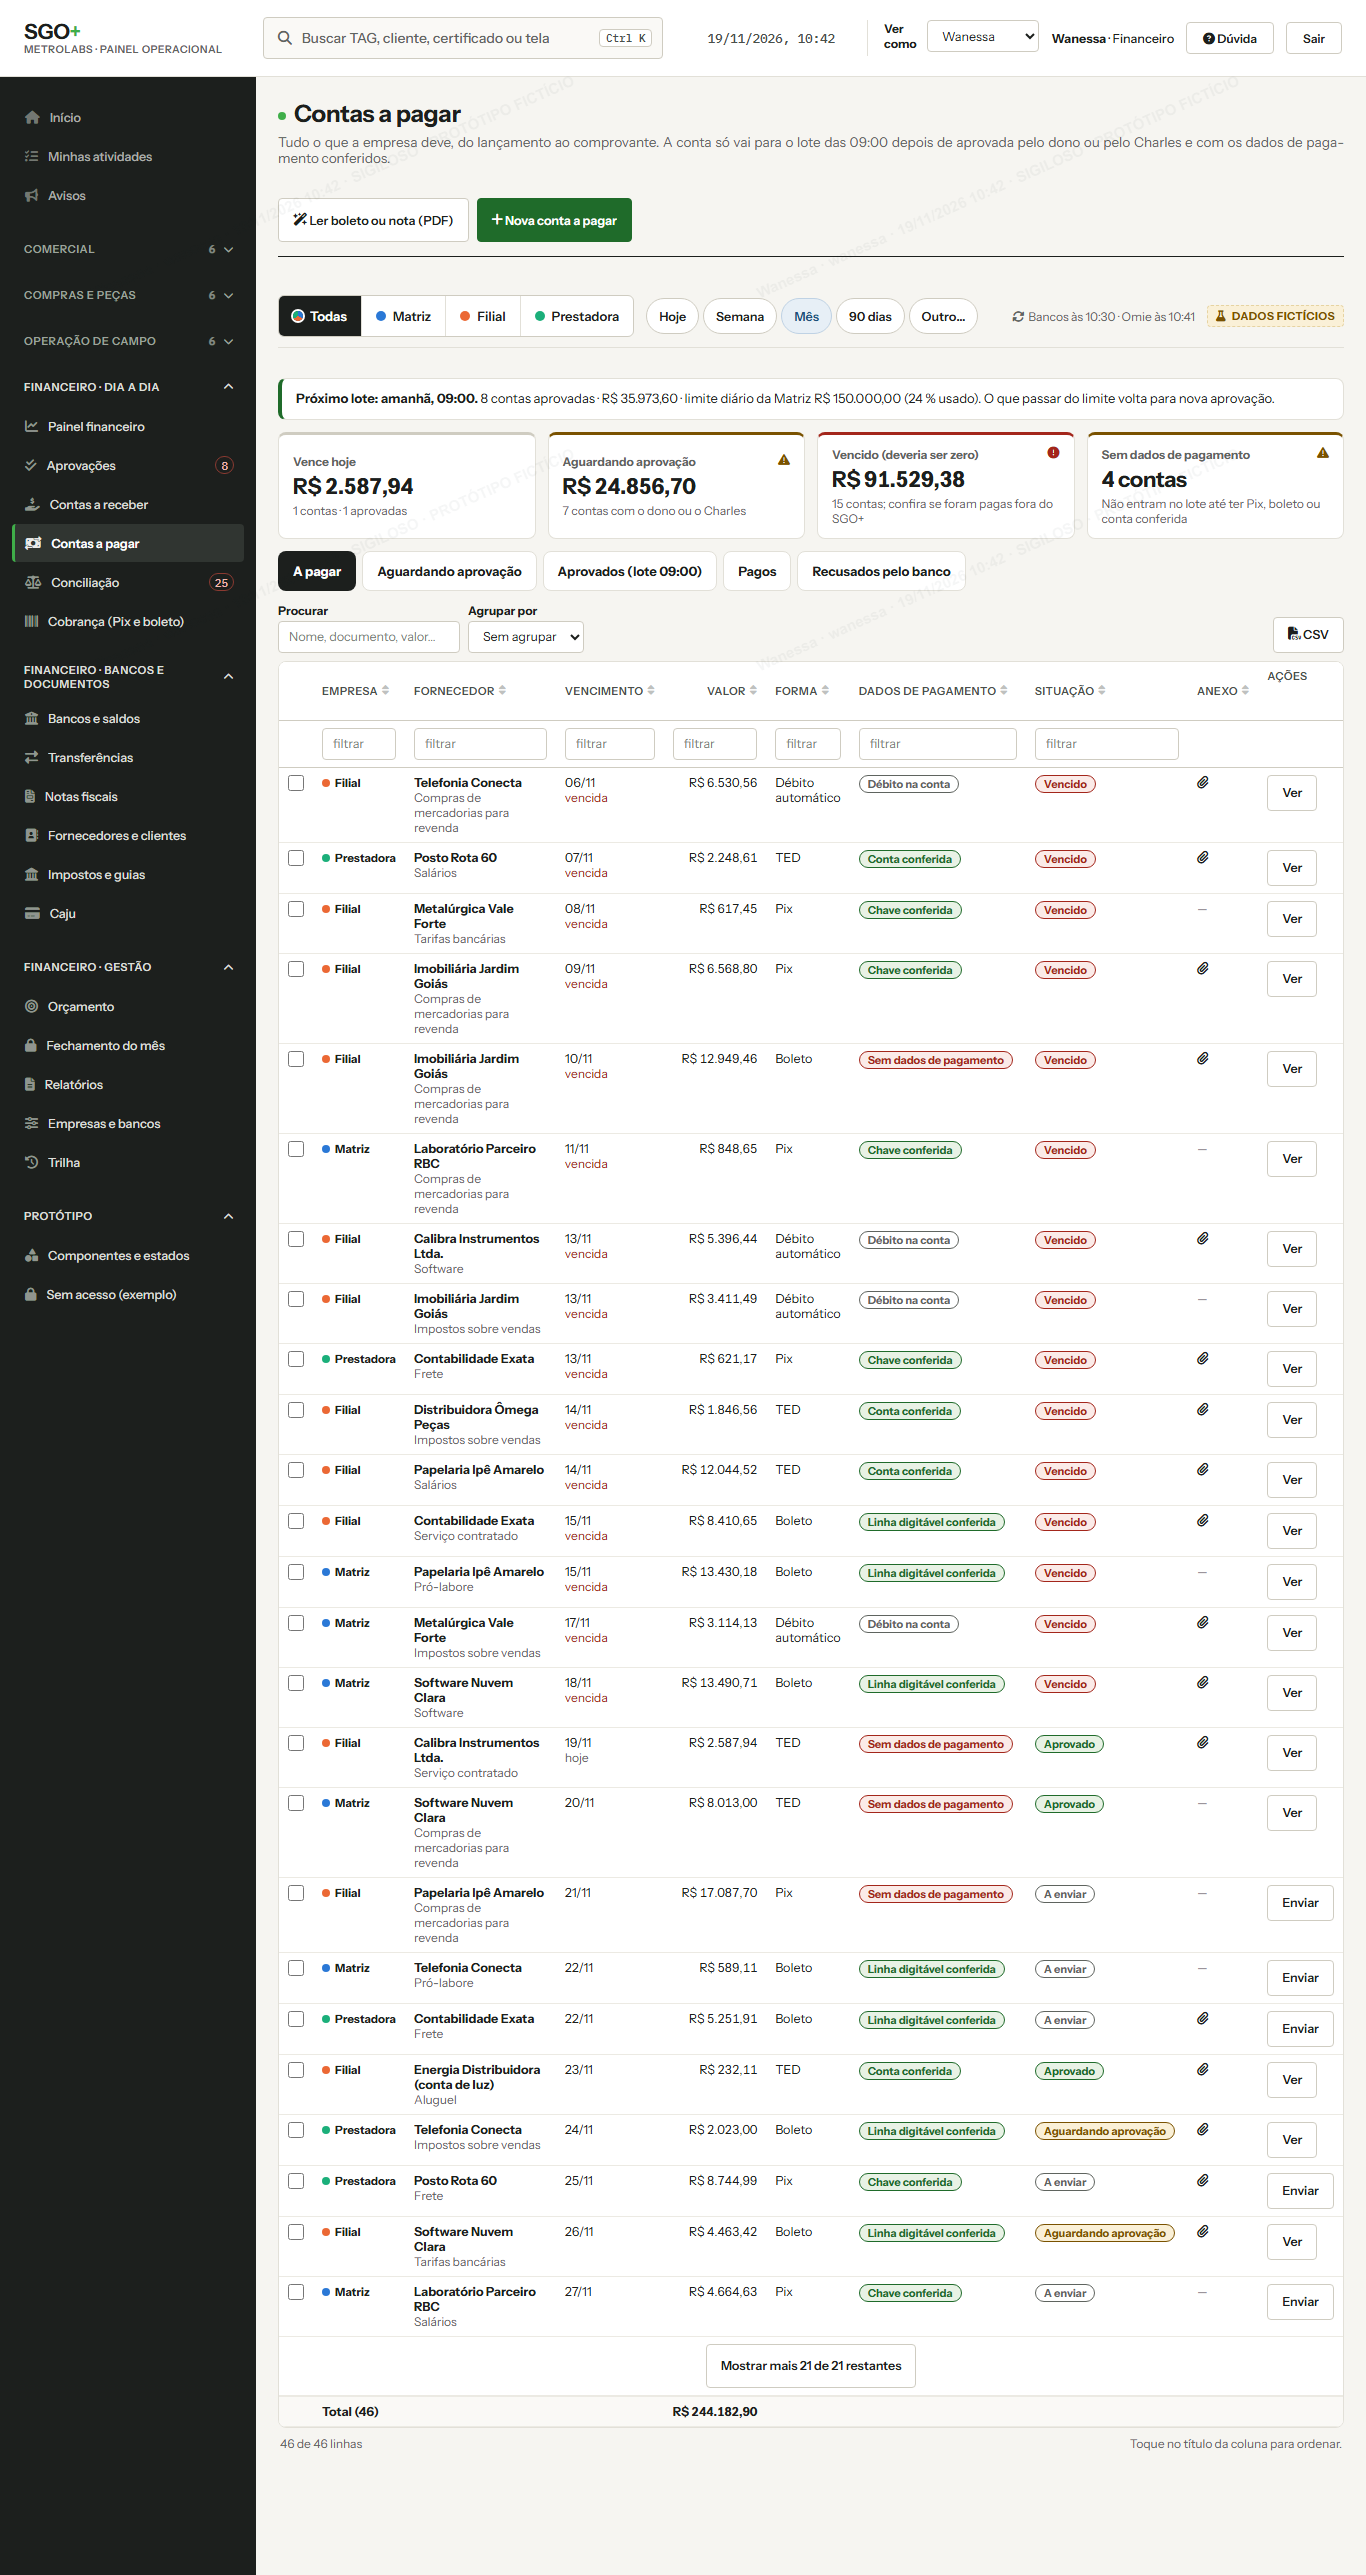 SGO+
METROLABS · PAINEL OPERACIONAL
Buscar TAG, cliente, certificado ou tela
Ctrl K
19/11/2026, 10:42
Ver como
Wanessa
Wanessa · Financeiro
Dúvida
Sair
Início
Minhas atividades
Avisos
COMERCIAL 6
COMPRAS E PEÇAS 6
OPERAÇÃO DE CAMPO 6
FINANCEIRO · DIA A DIA
Painel financeiro
Aprovações 8
Contas a receber
Contas a pagar
Conciliação 25
Cobrança (Pix e boleto)
FINANCEIRO · BANCOS E
DOCUMENTOS
Bancos e saldos
Transferências
Notas fiscais
Fornecedores e clientes
Impostos e guias
Caju
FINANCEIRO · GESTÃO
Orçamento
Fechamento do mês
Relatórios
Empresas e bancos
Trilha
PROTÓTIPO
Componentes e estados
Sem acesso (exemplo)
Contas a pagar
Tudo o que a empresa deve, do lançamento ao comprovante. A conta só vai para o lote das 09:00 depois de aprovada pelo dono ou pelo Charles e com os dados de paga-
mento conferidos.
Ler boleto ou nota (PDF)
Nova conta a pagar
Todas Matriz Filial Prestadora
Hoje Semana Mês 90 dias Outro...
Bancos às 10:30 · Omie às 10:41
DADOS FICTÍCIOS
Próximo lote: amanhã, 09:00. 8 contas aprovadas · R$ 35.973,60 · limite diário da Matriz R$ 150.000,00 (24 % usado). O que passar do limite volta para nova aprovação.
Vence hoje
R$ 2.587,94
1 contas · 1 aprovadas
Aguardando aprovação
R$ 24.856,70
7 contas com o dono ou o Charles
Vencido (deveria ser zero)
R$ 91.529,38
15 contas; confira se foram pagas fora do
SGO+
Sem dados de pagamento
4 contas
Não entram no lote até ter Pix, boleto ou
conta conferida
A pagar
Aguardando aprovação
Aprovados (lote 09:00)
Pagos
Recusados pelo banco
Procurar
Nome, documento, valor...
Agrupar por
Sem agrupar
CSV
EMPRESA FORNECEDOR VENCIMENTO VALOR FORMA DADOS DE PAGAMENTO SITUAÇÃO ANEXO AÇÕES
filtrar filtrar filtrar filtrar filtrar filtrar filtrar
Filial Telefonia Conecta 06/11 R$ 6.530,56 Débito Débito na conta Vencido Ver
Compras de vencida automático
mercadorias para
revenda
Prestadora Posto Rota 60 07/11 R$ 2.248,61 TED Conta conferida Vencido Ver
Salários vencida
Filial Metalúrgica Vale 08/11 R$ 617,45 Pix Chave conferida Vencido — Ver
Forte vencida
Tarifas bancárias
Filial Imobiliária Jardim 09/11 R$ 6.568,80 Pix Chave conferida Vencido Ver
Goiás vencida
Compras de
mercadorias para
revenda
Filial Imobiliária Jardim 10/11 R$ 12.949,46 Boleto Sem dados de pagamento Vencido Ver
Goiás vencida
Compras de
mercadorias para
revenda
Matriz Laboratório Parceiro 11/11 R$ 848,65 Pix Chave conferida Vencido — Ver
RBC vencida
Compras de
mercadorias para
revenda
Filial Calibra Instrumentos 13/11 R$ 5.396,44 Débito Débito na conta Vencido Ver
Ltda. vencida automático
Software
Filial Imobiliária Jardim 13/11 R$ 3.411,49 Débito Débito na conta Vencido — Ver
Goiás vencida automático
Impostos sobre vendas
Prestadora Contabilidade Exata 13/11 R$ 621,17 Pix Chave conferida Vencido Ver
Frete vencida
Filial Distribuidora Ômega 14/11 R$ 1.846,56 TED Conta conferida Vencido Ver
Peças vencida
Impostos sobre vendas
Filial Papelaria Ipê Amarelo 14/11 R$ 12.044,52 TED Conta conferida Vencido Ver
Salários vencida
Filial Contabilidade Exata 15/11 R$ 8.410,65 Boleto Linha digitável conferida Vencido Ver
Serviço contratado vencida
Matriz Papelaria Ipê Amarelo 15/11 R$ 13.430,18 Boleto Linha digitável conferida Vencido — Ver
Pró-labore vencida
Matriz Metalúrgica Vale 17/11 R$ 3.114,13 Débito Débito na conta Vencido Ver
Forte vencida automático
Impostos sobre vendas
Matriz Software Nuvem 18/11 R$ 13.490,71 Boleto Linha digitável conferida Vencido Ver
Clara vencida
Software
Filial Calibra Instrumentos 19/11 R$ 2.587,94 TED Sem dados de pagamento Aprovado Ver
Ltda. hoje
Serviço contratado
Matriz Software Nuvem 20/11 R$ 8.013,00 TED Sem dados de pagamento Aprovado — Ver
Clara
Compras de
mercadorias para
revenda
Filial Papelaria Ipê Amarelo 21/11 R$ 17.087,70 Pix Sem dados de pagamento A enviar — Enviar
Compras de
mercadorias para
revenda
Matriz Telefonia Conecta 22/11 R$ 589,11 Boleto Linha digitável conferida A enviar — Enviar
Pró-labore
Prestadora Contabilidade Exata 22/11 R$ 5.251,91 Boleto Linha digitável conferida A enviar Enviar
Frete
Filial Energia Distribuidora 23/11 R$ 232,11 TED Conta conferida Aprovado Ver
(conta de luz)
Aluguel
Prestadora Telefonia Conecta 24/11 R$ 2.023,00 Boleto Linha digitável conferida Aguardando aprovação Ver
Impostos sobre vendas
Prestadora Posto Rota 60 25/11 R$ 8.744,99 Pix Chave conferida A enviar Enviar
Frete
Filial Software Nuvem 26/11 R$ 4.463,42 Boleto Linha digitável conferida Aguardando aprovação Ver
Clara
Tarifas bancárias
Matriz Laboratório Parceiro 27/11 R$ 4.664,63 Pix Chave conferida A enviar — Enviar
RBC
Salários
Mostrar mais 21 de 21 restantes
Total (46) R$ 244.182,90
46 de 46 linhas
Toque no título da coluna para ordenar.
Wanessa · wanessa · 19/11/2026 10:42 · SIGILOSO · PROTÓTIPO FICTÍCIO